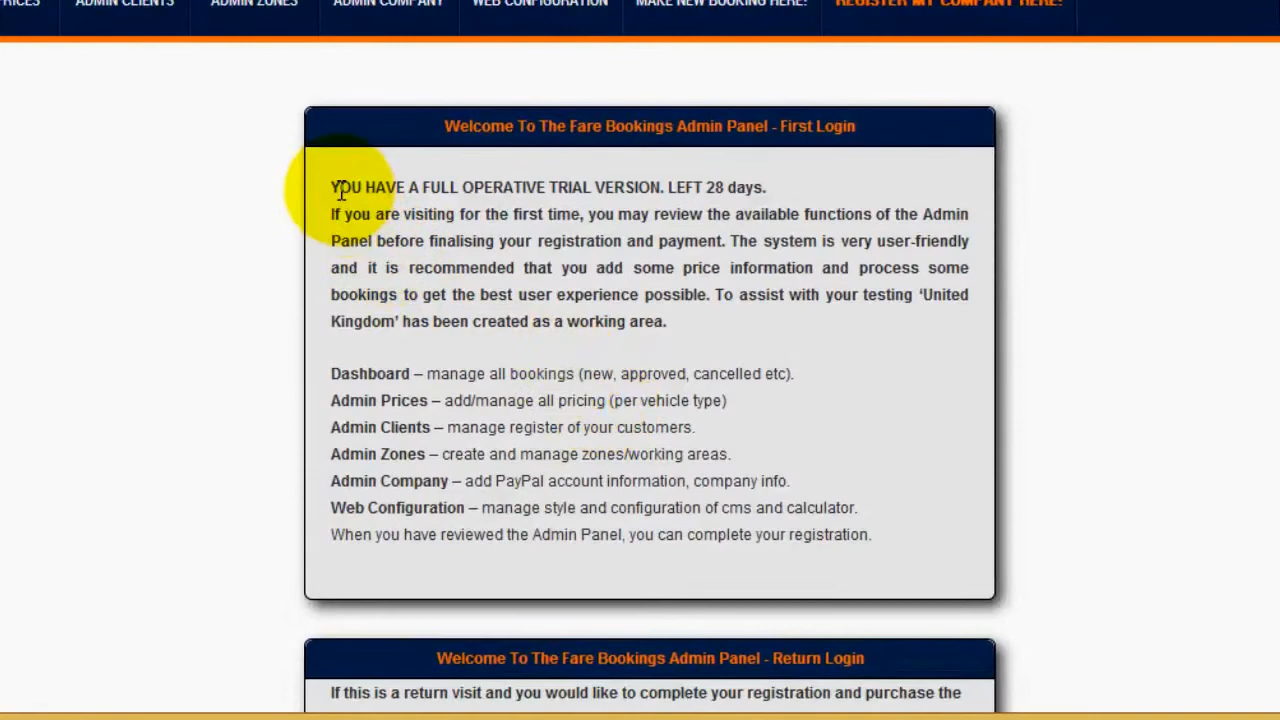 PRICES ADMIN CLIENTS ADMIN ZONES ADMIN COMPANY WEB CONFIGURATION MAKE NEW BOOKING HERE! REGISTER MY COMPANY HERE!
Welcome To The Fare Bookings Admin Panel - First Login
YOU HAVE A FULL OPERATIVE TRIAL VERSION. LEFT 28 days.
If you are visiting for the first time, you may review the available functions of the Admin
Panel before finalising your registration and payment. The system is very user-friendly
and it is recommended that you add some price information and process some
bookings to get the best user experience possible. To assist with your testing ‘United
Kingdom’ has been created as a working area.
Dashboard – manage all bookings (new, approved, cancelled etc).
Admin Prices – add/manage all pricing (per vehicle type)
Admin Clients – manage register of your customers.
Admin Zones – create and manage zones/working areas.
Admin Company – add PayPal account information, company info.
Web Configuration – manage style and configuration of cms and calculator.
When you have reviewed the Admin Panel, you can complete your registration.
Welcome To The Fare Bookings Admin Panel - Return Login
If this is a return visit and you would like to complete your registration and purchase the